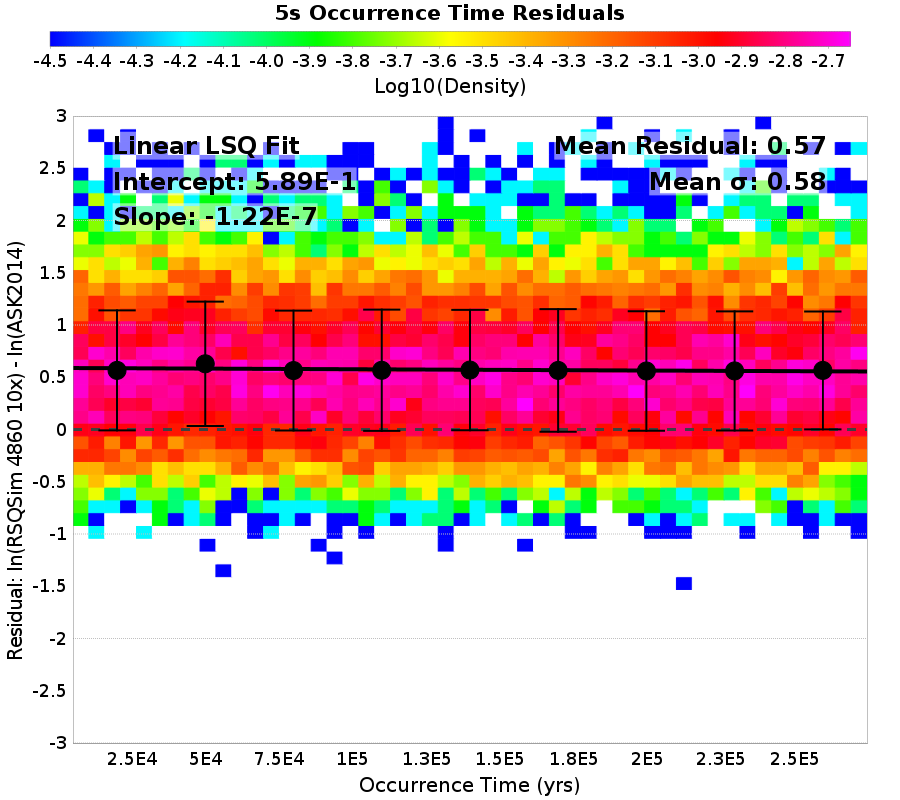 5s Occurrence Time Residuals
-4.5 -4.4 -4.3 -4.2 -4.1 -4.0 -3.9 -3.8 -3.7 -3.6 -3.5 -3.4 -3.3 -3.2 -3.1 -3.0 -2.9 -2.8 -2.7
Log10(Density)
Linear LSQ Fit
Intercept: 5.89E-1
Slope: -1.22E-7
Mean Residual: 0.57
Mean σ: 0.58
Residual: ln(RSQSim 4860 10x) - ln(ASK2014)
3
2.5
2
1.5
1
0.5
0
-0.5
-1
-1.5
-2
-2.5
-3
2.5E4 5E4 7.5E4 1E5 1.3E5 1.5E5 1.8E5 2E5 2.3E5 2.5E5
Occurrence Time (yrs)